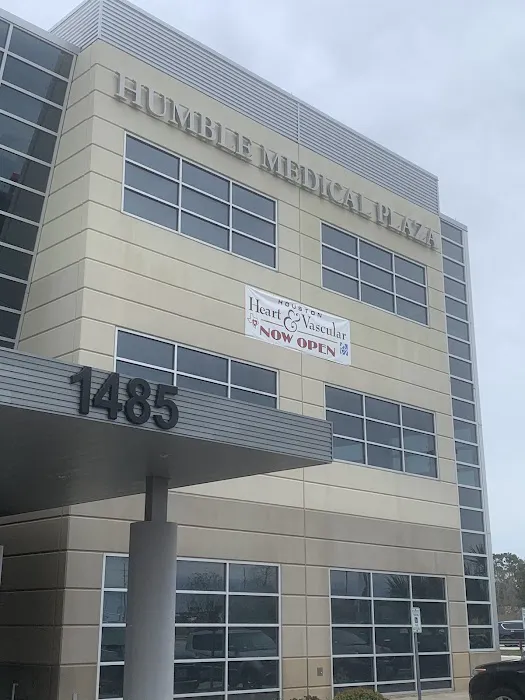 HUMBLE MEDICAL PLAZA
HOUSTON
Heart & Vascular
NOW OPEN
1485